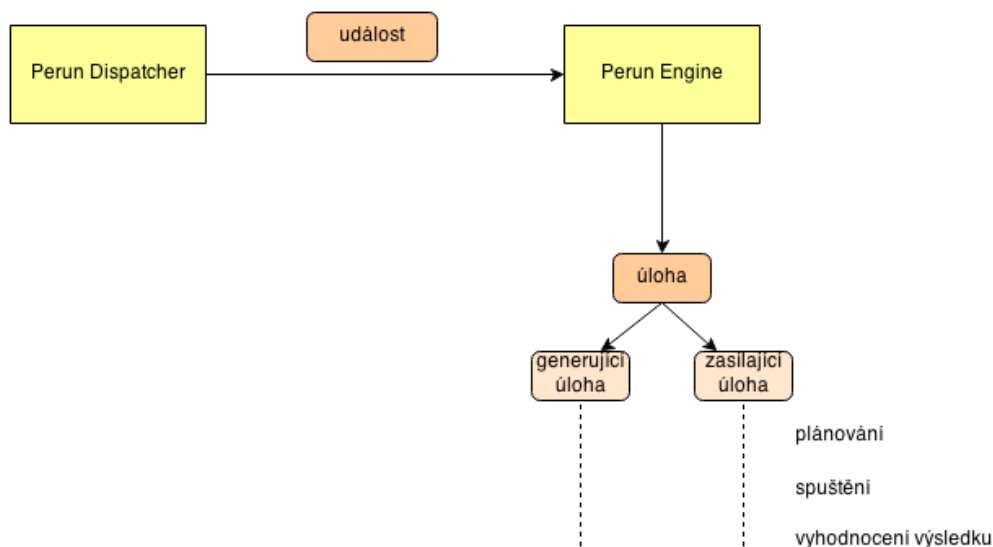 událost
Perun Dispatcher
Perun Engine
úloha
generující
úloha
zasílající
úloha
plánování
spuštění
vyhodnocení výsledku